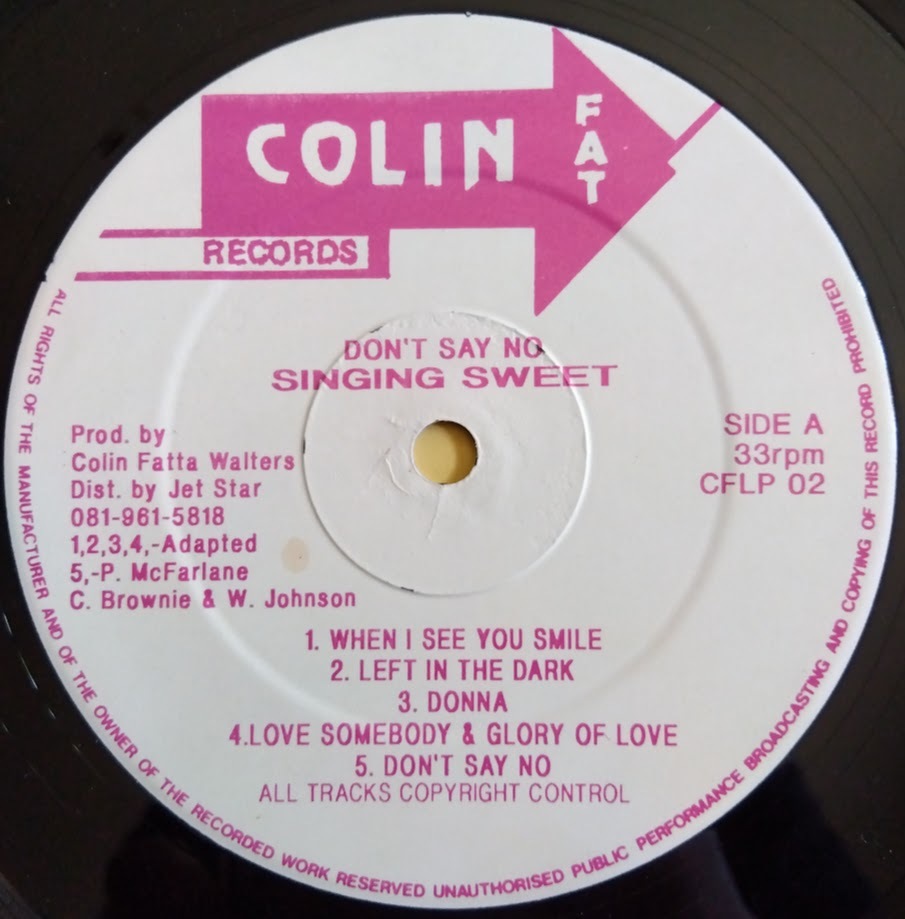 COLIN
FAT
RECORDS
DON'T SAY NO
SINGING SWEET
Prod. by
Colin Fatta Walters
Dist. by Jet Star
081-961-5818
1,2,3,4,-Adapted
5,-P. McFarlane
C. Brownie & W. Johnson
SIDE A
33rpm
CFLP 02
1. WHEN I SEE YOU SMILE
2. LEFT IN THE DARK
3. DONNA
4.LOVE SOMEBODY & GLORY OF LOVE
5. DON'T SAY NO
ALL TRACKS COPYRIGHT CONTROL
ALL RIGHTS OF THE MANUFACTURER AND OF THE OWNER OF THE RECORDED WORK RESERVED UNAUTHORISED PUBLIC PERFORMANCE BROADCASTING AND COPYING OF THIS RECORD PROHIBITED